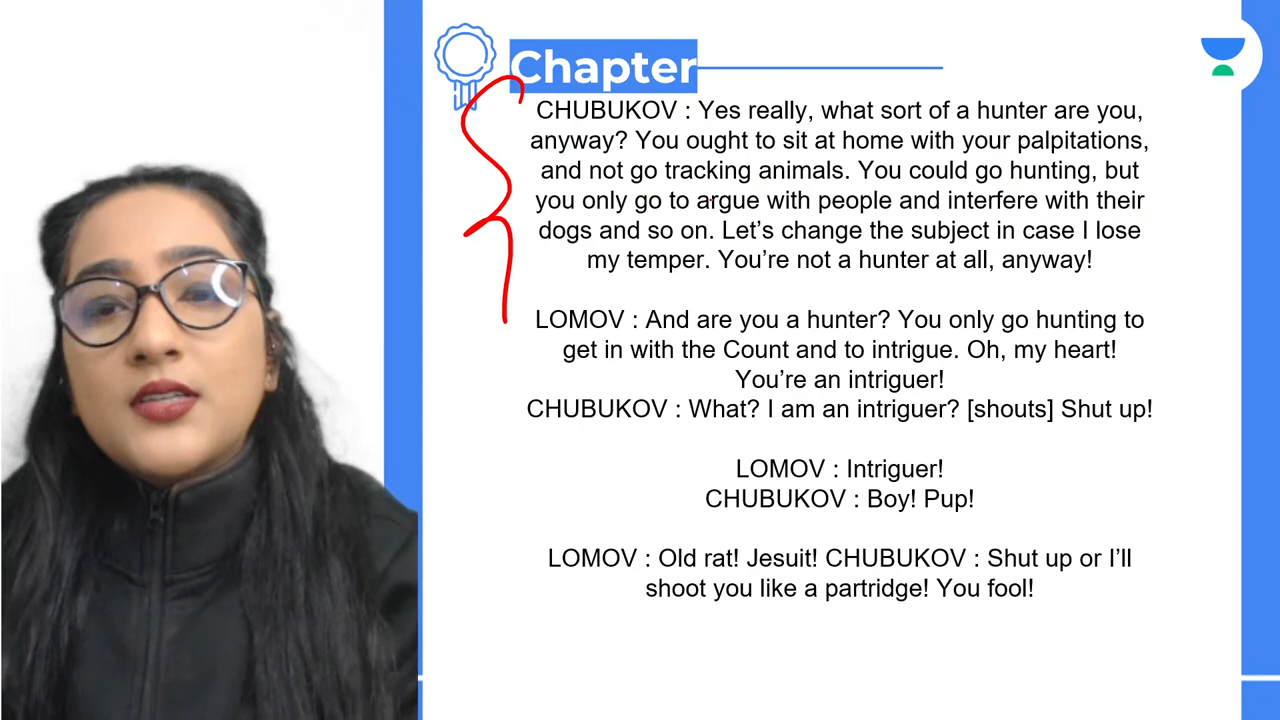 Chapter
CHUBUKOV : Yes really, what sort of a hunter are you,
anyway? You ought to sit at home with your palpitations,
and not go tracking animals. You could go hunting, but
you only go to argue with people and interfere with their
dogs and so on. Let’s change the subject in case I lose
my temper. You’re not a hunter at all, anyway!
LOMOV : And are you a hunter? You only go hunting to
get in with the Count and to intrigue. Oh, my heart!
You’re an intriguer!
CHUBUKOV : What? I am an intriguer? [shouts] Shut up!
LOMOV : Intriguer!
CHUBUKOV : Boy! Pup!
LOMOV : Old rat! Jesuit! CHUBUKOV : Shut up or I’ll
shoot you like a partridge! You fool!